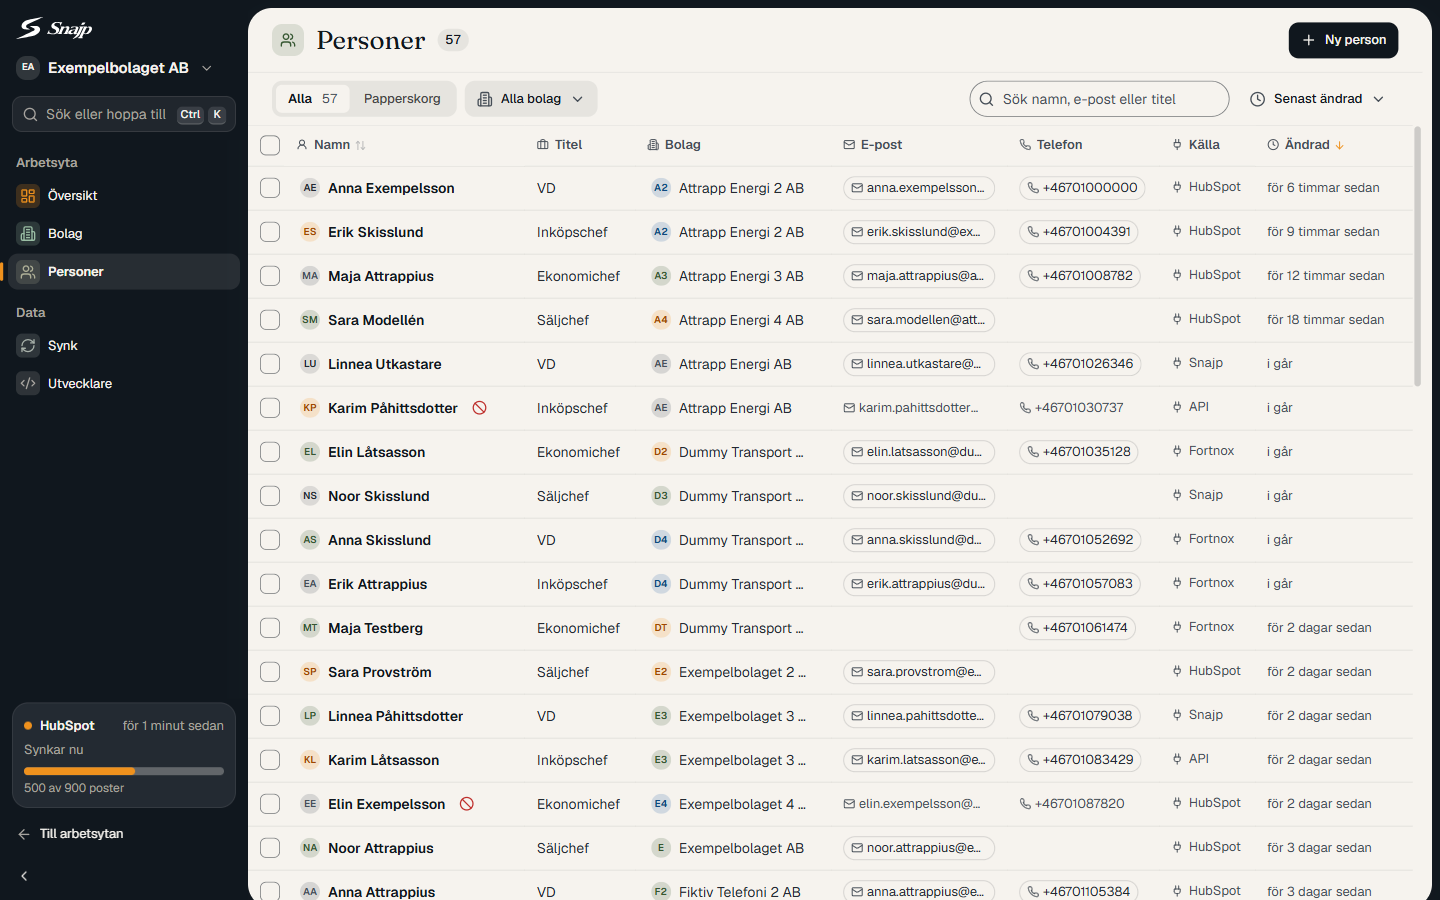 Snajp
EA Exempelbolaget AB
Sök eller hoppa till Ctrl K
Arbetsyta
Översikt
Bolag
Personer
Data
Synk
Utvecklare
HubSpot för 1 minut sedan
Synkar nu
500 av 900 poster
Till arbetsytan
Personer 57
Ny person
Alla 57 Papperskorg Alla bolag
Sök namn, e-post eller titel
Senast ändrad
Namn Titel Bolag E-post Telefon Källa Ändrad
AE Anna Exempelsson VD A2 Attrapp Energi 2 AB anna.exempelsson... +46701000000 HubSpot för 6 timmar sedan
ES Erik Skisslund Inköpschef A2 Attrapp Energi 2 AB erik.skisslund@ex... +46701004391 HubSpot för 9 timmar sedan
MA Maja Attrappius Ekonomichef A3 Attrapp Energi 3 AB maja.attrappius@a... +46701008782 HubSpot för 12 timmar sedan
SM Sara Modellén Säljchef A4 Attrapp Energi 4 AB sara.modellen@att... HubSpot för 18 timmar sedan
LU Linnea Utkastare VD AE Attrapp Energi AB linnea.utkastare@... +46701026346 Snajp i går
KP Karim Påhittsdotter Inköpschef AE Attrapp Energi AB karim.pahittsdotter... +46701030737 API i går
EL Elin Låtsasson Ekonomichef D2 Dummy Transport ... elin.latsasson@du... +46701035128 Fortnox i går
NS Noor Skisslund Säljchef D3 Dummy Transport ... noor.skisslund@du... Snajp i går
AS Anna Skisslund VD D4 Dummy Transport ... anna.skisslund@d... +46701052692 Fortnox i går
EA Erik Attrappius Inköpschef D4 Dummy Transport ... erik.attrappius@du... +46701057083 Fortnox i går
MT Maja Testberg Ekonomichef DT Dummy Transport ... +46701061474 Fortnox för 2 dagar sedan
SP Sara Provström Säljchef E2 Exempelbolaget 2 ... sara.provstrom@e... HubSpot för 2 dagar sedan
LP Linnea Påhittsdotter VD E3 Exempelbolaget 3 ... linnea.pahittsdotte... +46701079038 Snajp för 2 dagar sedan
KL Karim Låtsasson Inköpschef E3 Exempelbolaget 3 ... karim.latsasson@e... +46701083429 API för 2 dagar sedan
EE Elin Exempelsson Ekonomichef E4 Exempelbolaget 4 ... elin.exempelsson@... +46701087820 HubSpot för 2 dagar sedan
NA Noor Attrappius Säljchef E Exempelbolaget AB noor.attrappius@e... HubSpot för 3 dagar sedan
AA Anna Attrappius VD F2 Fiktiv Telefoni 2 AB anna.attrappius@e... +46701105384 HubSpot för 3 dagar sedan